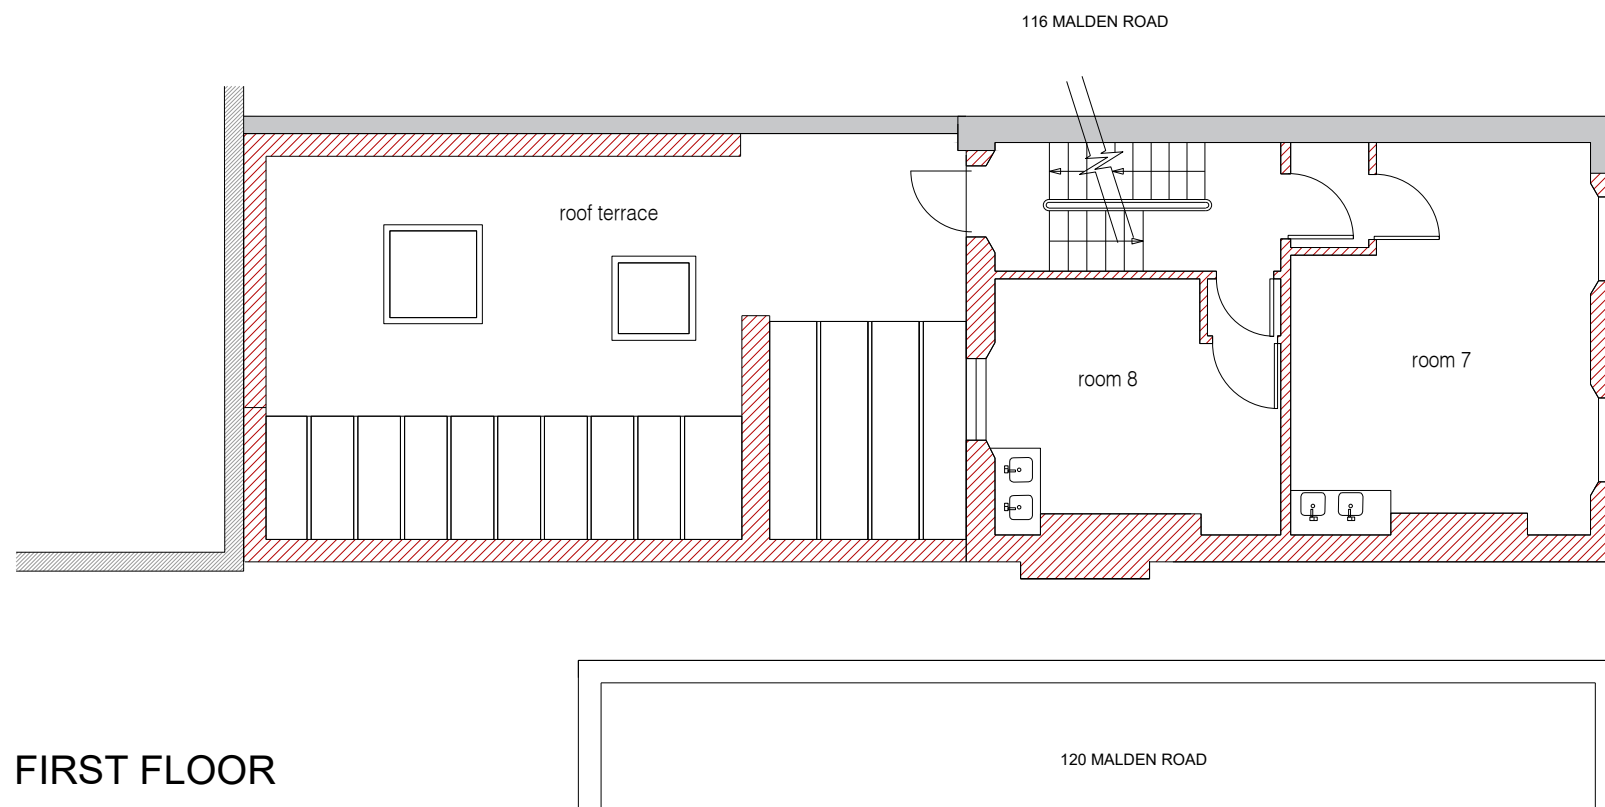 116 MALDEN ROAD
roof terrace
room 7
room 8
120 MALDEN ROAD
FIRST FLOOR